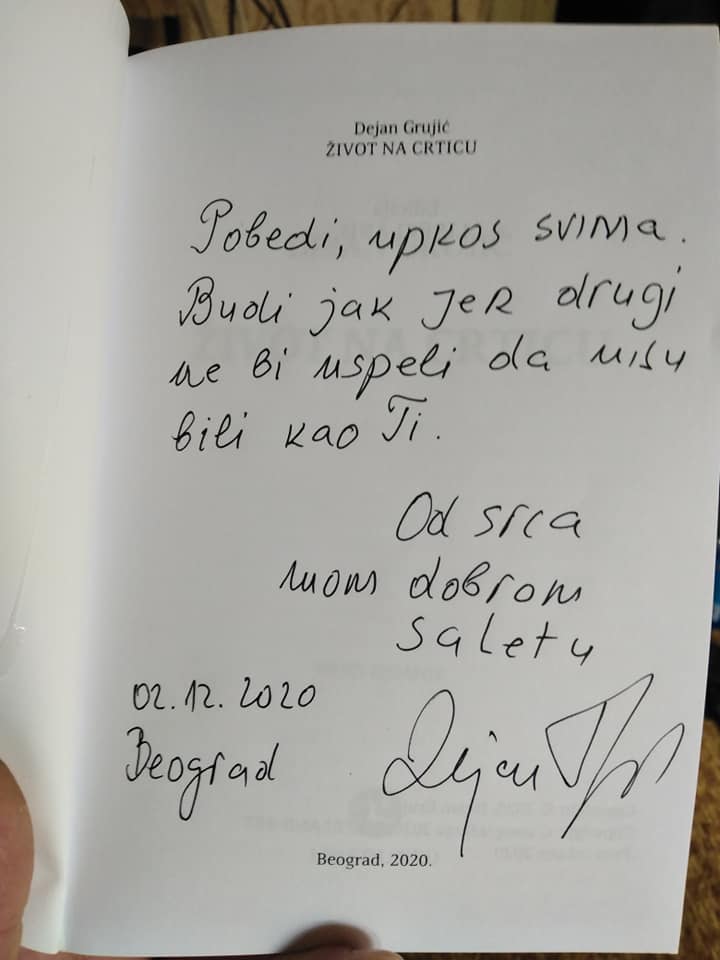 Dejan Grujić
ŽIVOT NA CRTICU
Pobedi, upkos svima.
Budi jak jer drugi
ne bi uspeli da nisu
bili kao Ti.
Od srca
mom dobrom
Saletu
02.12.2020
Beograd
Dejan
Beograd, 2020.